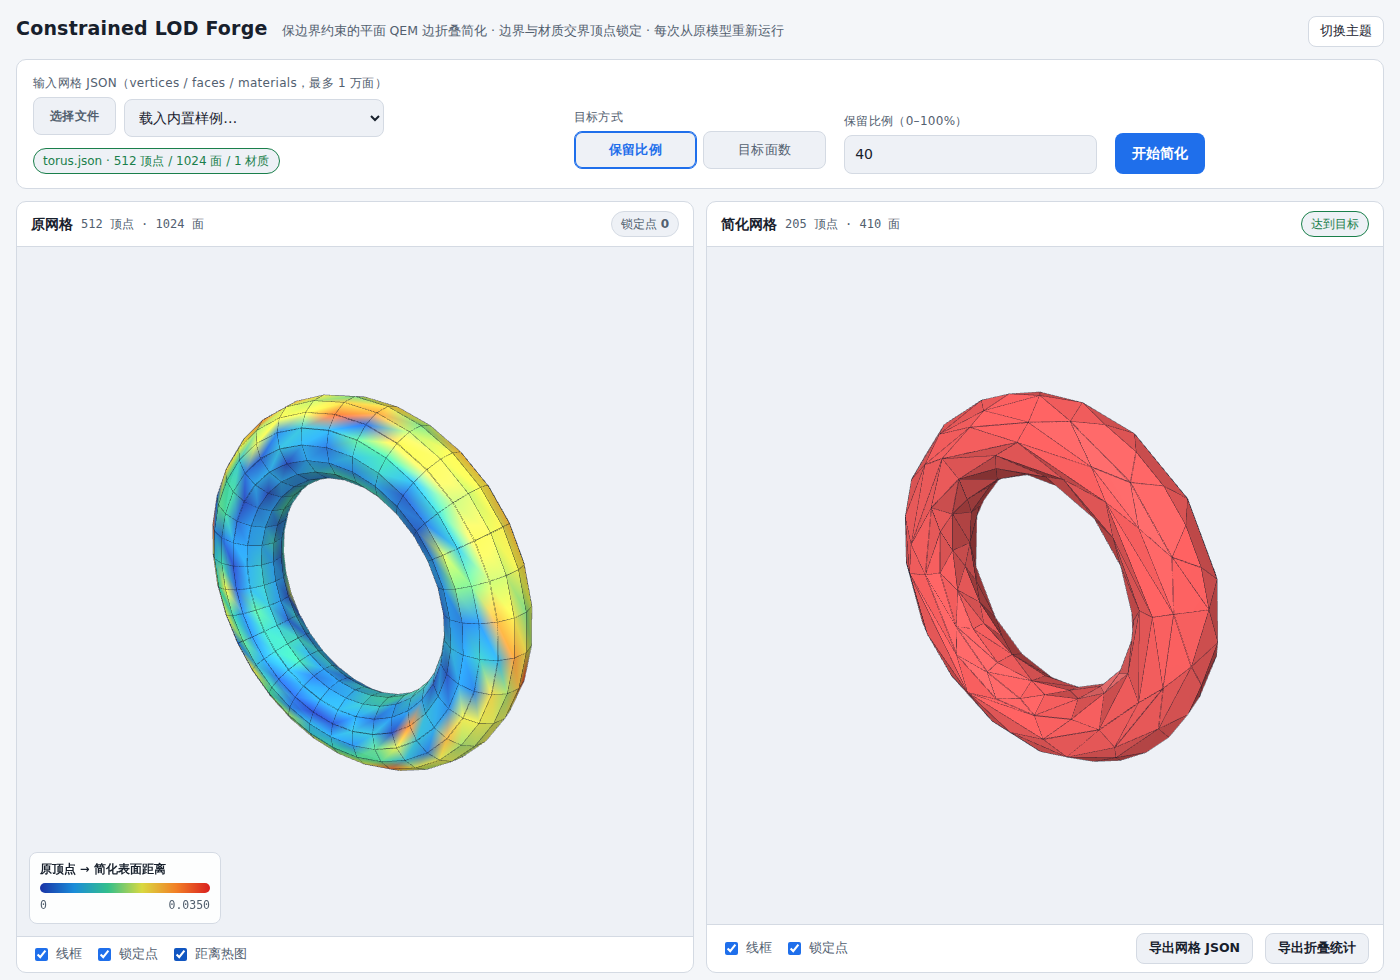 Constrained LOD Forge
保边界约束的平面 QEM 边折叠简化 · 边界与材质交界顶点锁定 · 每次从原模型重新运行
切换主题
输入网格 JSON（vertices / faces / materials，最多 1 万面）
选择文件
载入内置样例…
torus.json · 512 顶点 / 1024 面 / 1 材质
目标方式
保留比例
目标面数
保留比例（0–100%）
40
开始简化
原网格
512 顶点 · 1024 面
锁定点 0
简化网格
205 顶点 · 410 面
达到目标
原顶点 → 简化表面距离
0
0.0350
线框
锁定点
距离热图
线框
锁定点
导出网格 JSON
导出折叠统计